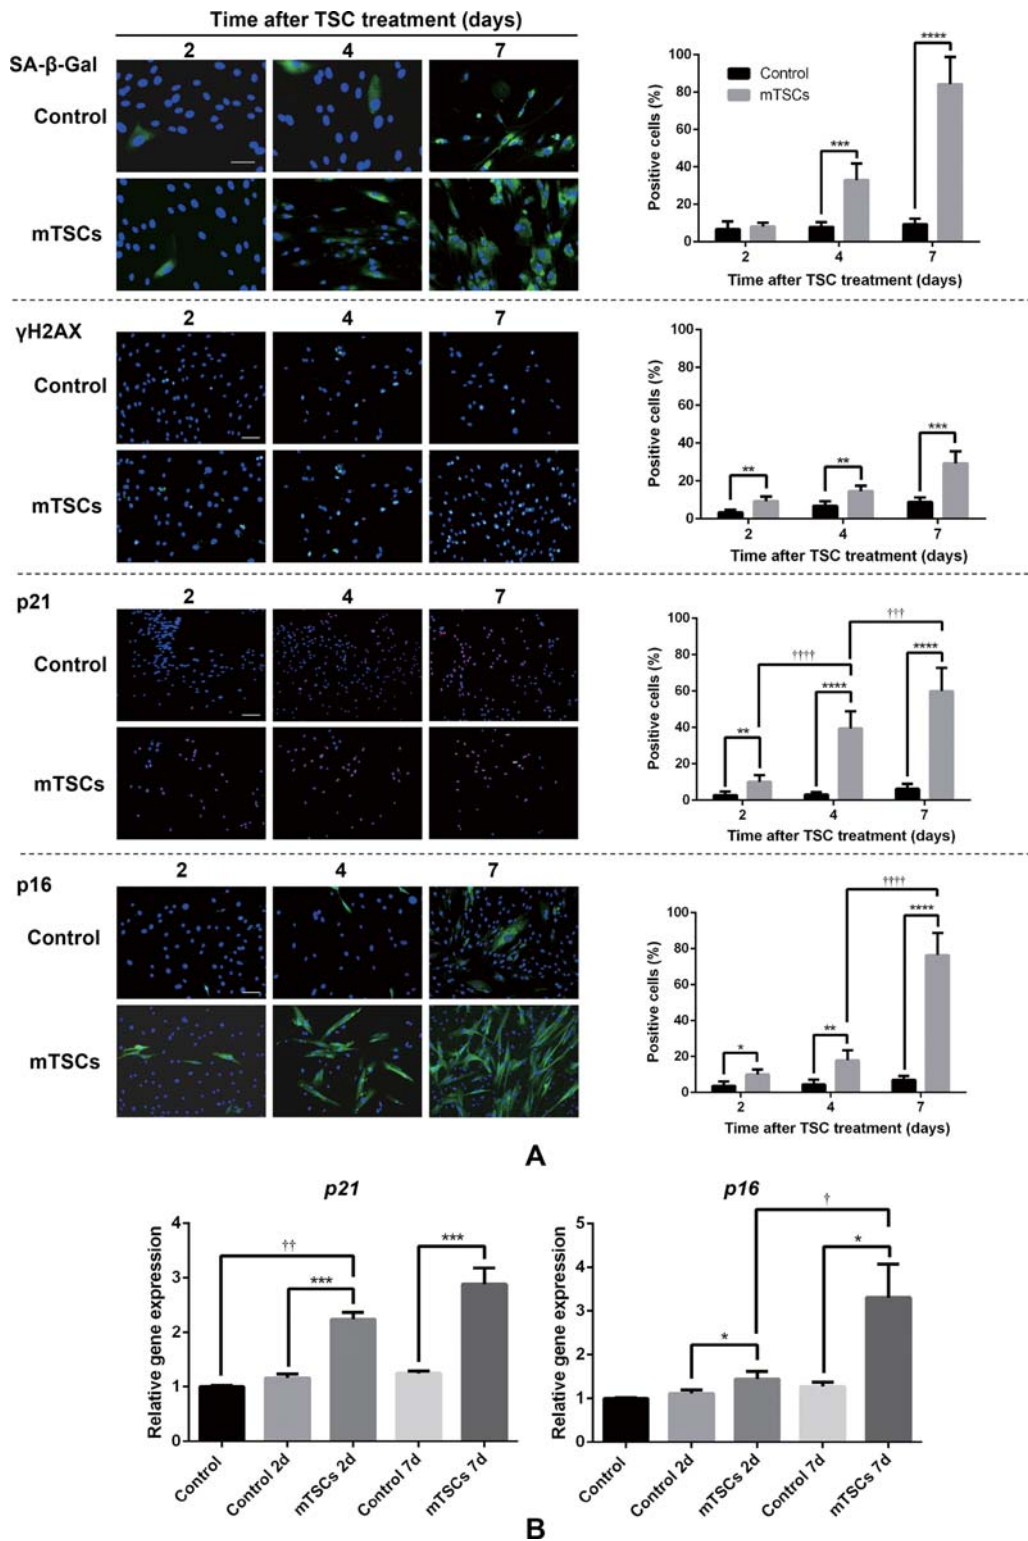 Time after TSC treatment (days)
2 4 7
SA-β-Gal
Control
mTSCs
100
80
60
40
20
0
Positive cells (%)
Control
mTSCs
***
****
2 4 7
Time after TSC treatment (days)
γH2AX
2 4 7
Control
mTSCs
100
80
60
40
20
0
Positive cells (%)
**
**
***
2 4 7
Time after TSC treatment (days)
p21
2 4 7
Control
mTSCs
100
80
60
40
20
0
Positive cells (%)
**
††††
****
†††
****
2 4 7
Time after TSC treatment (days)
p16
2 4 7
Control
mTSCs
100
80
60
40
20
0
Positive cells (%)
*
**
††††
****
2 4 7
Time after TSC treatment (days)
A
p21
4
3
2
1
0
Relative gene expression
††
***
***
Control
Control 2d
mTSCs 2d
Control 7d
mTSCs 7d
p16
5
4
3
2
1
0
Relative gene expression
*
†
*
Control
Control 2d
mTSCs 2d
Control 7d
mTSCs 7d
B